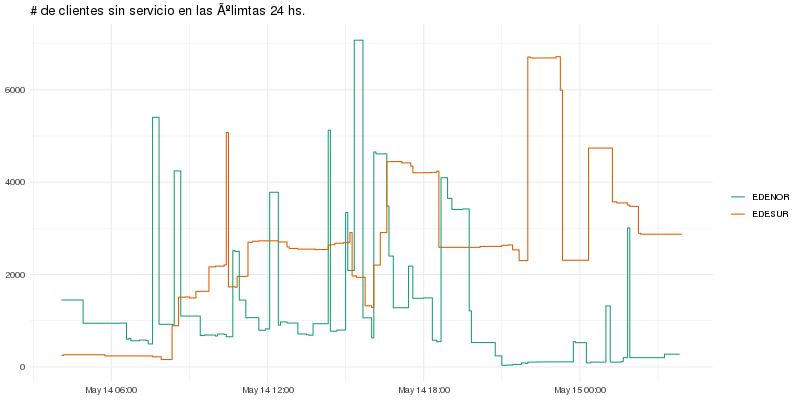 # de clientes sin servicio en las Ãºlimtas 24 hs.
6000
4000
2000
0
May 14 06:00
May 14 12:00
May 14 18:00
May 15 00:00
EDENOR
EDESUR